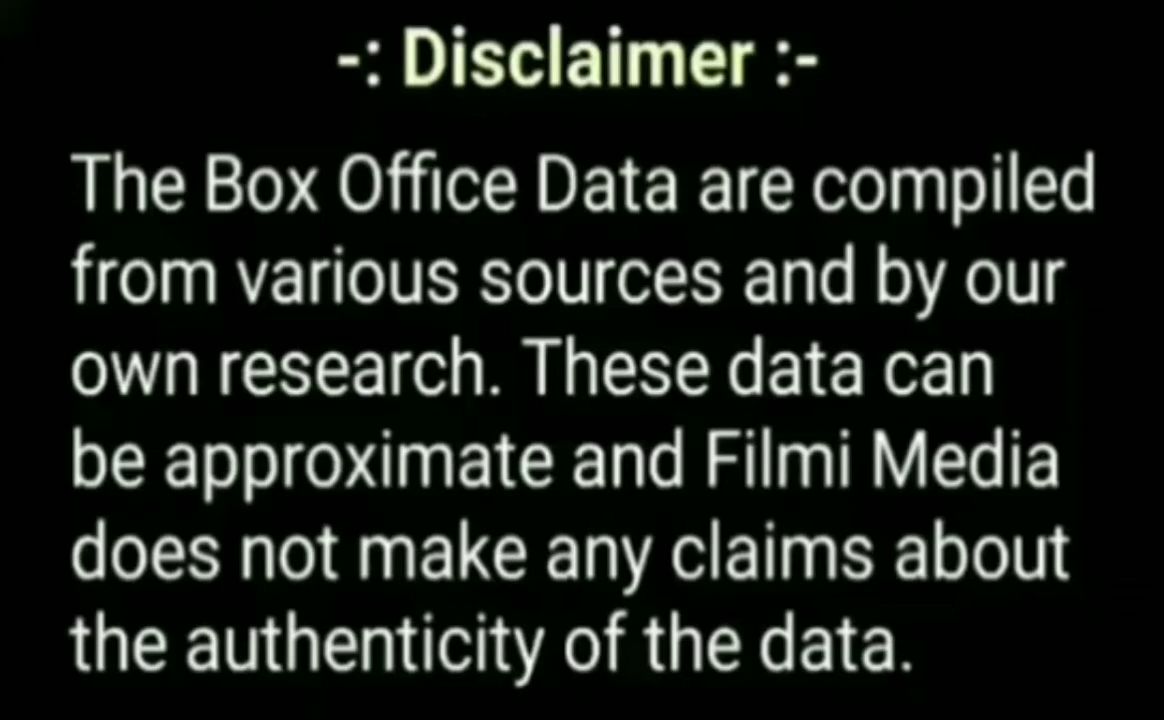 -: Disclaimer :-
The Box Office Data are compiled
from various sources and by our
own research. These data can
be approximate and Filmi Media
does not make any claims about
the authenticity of the data.